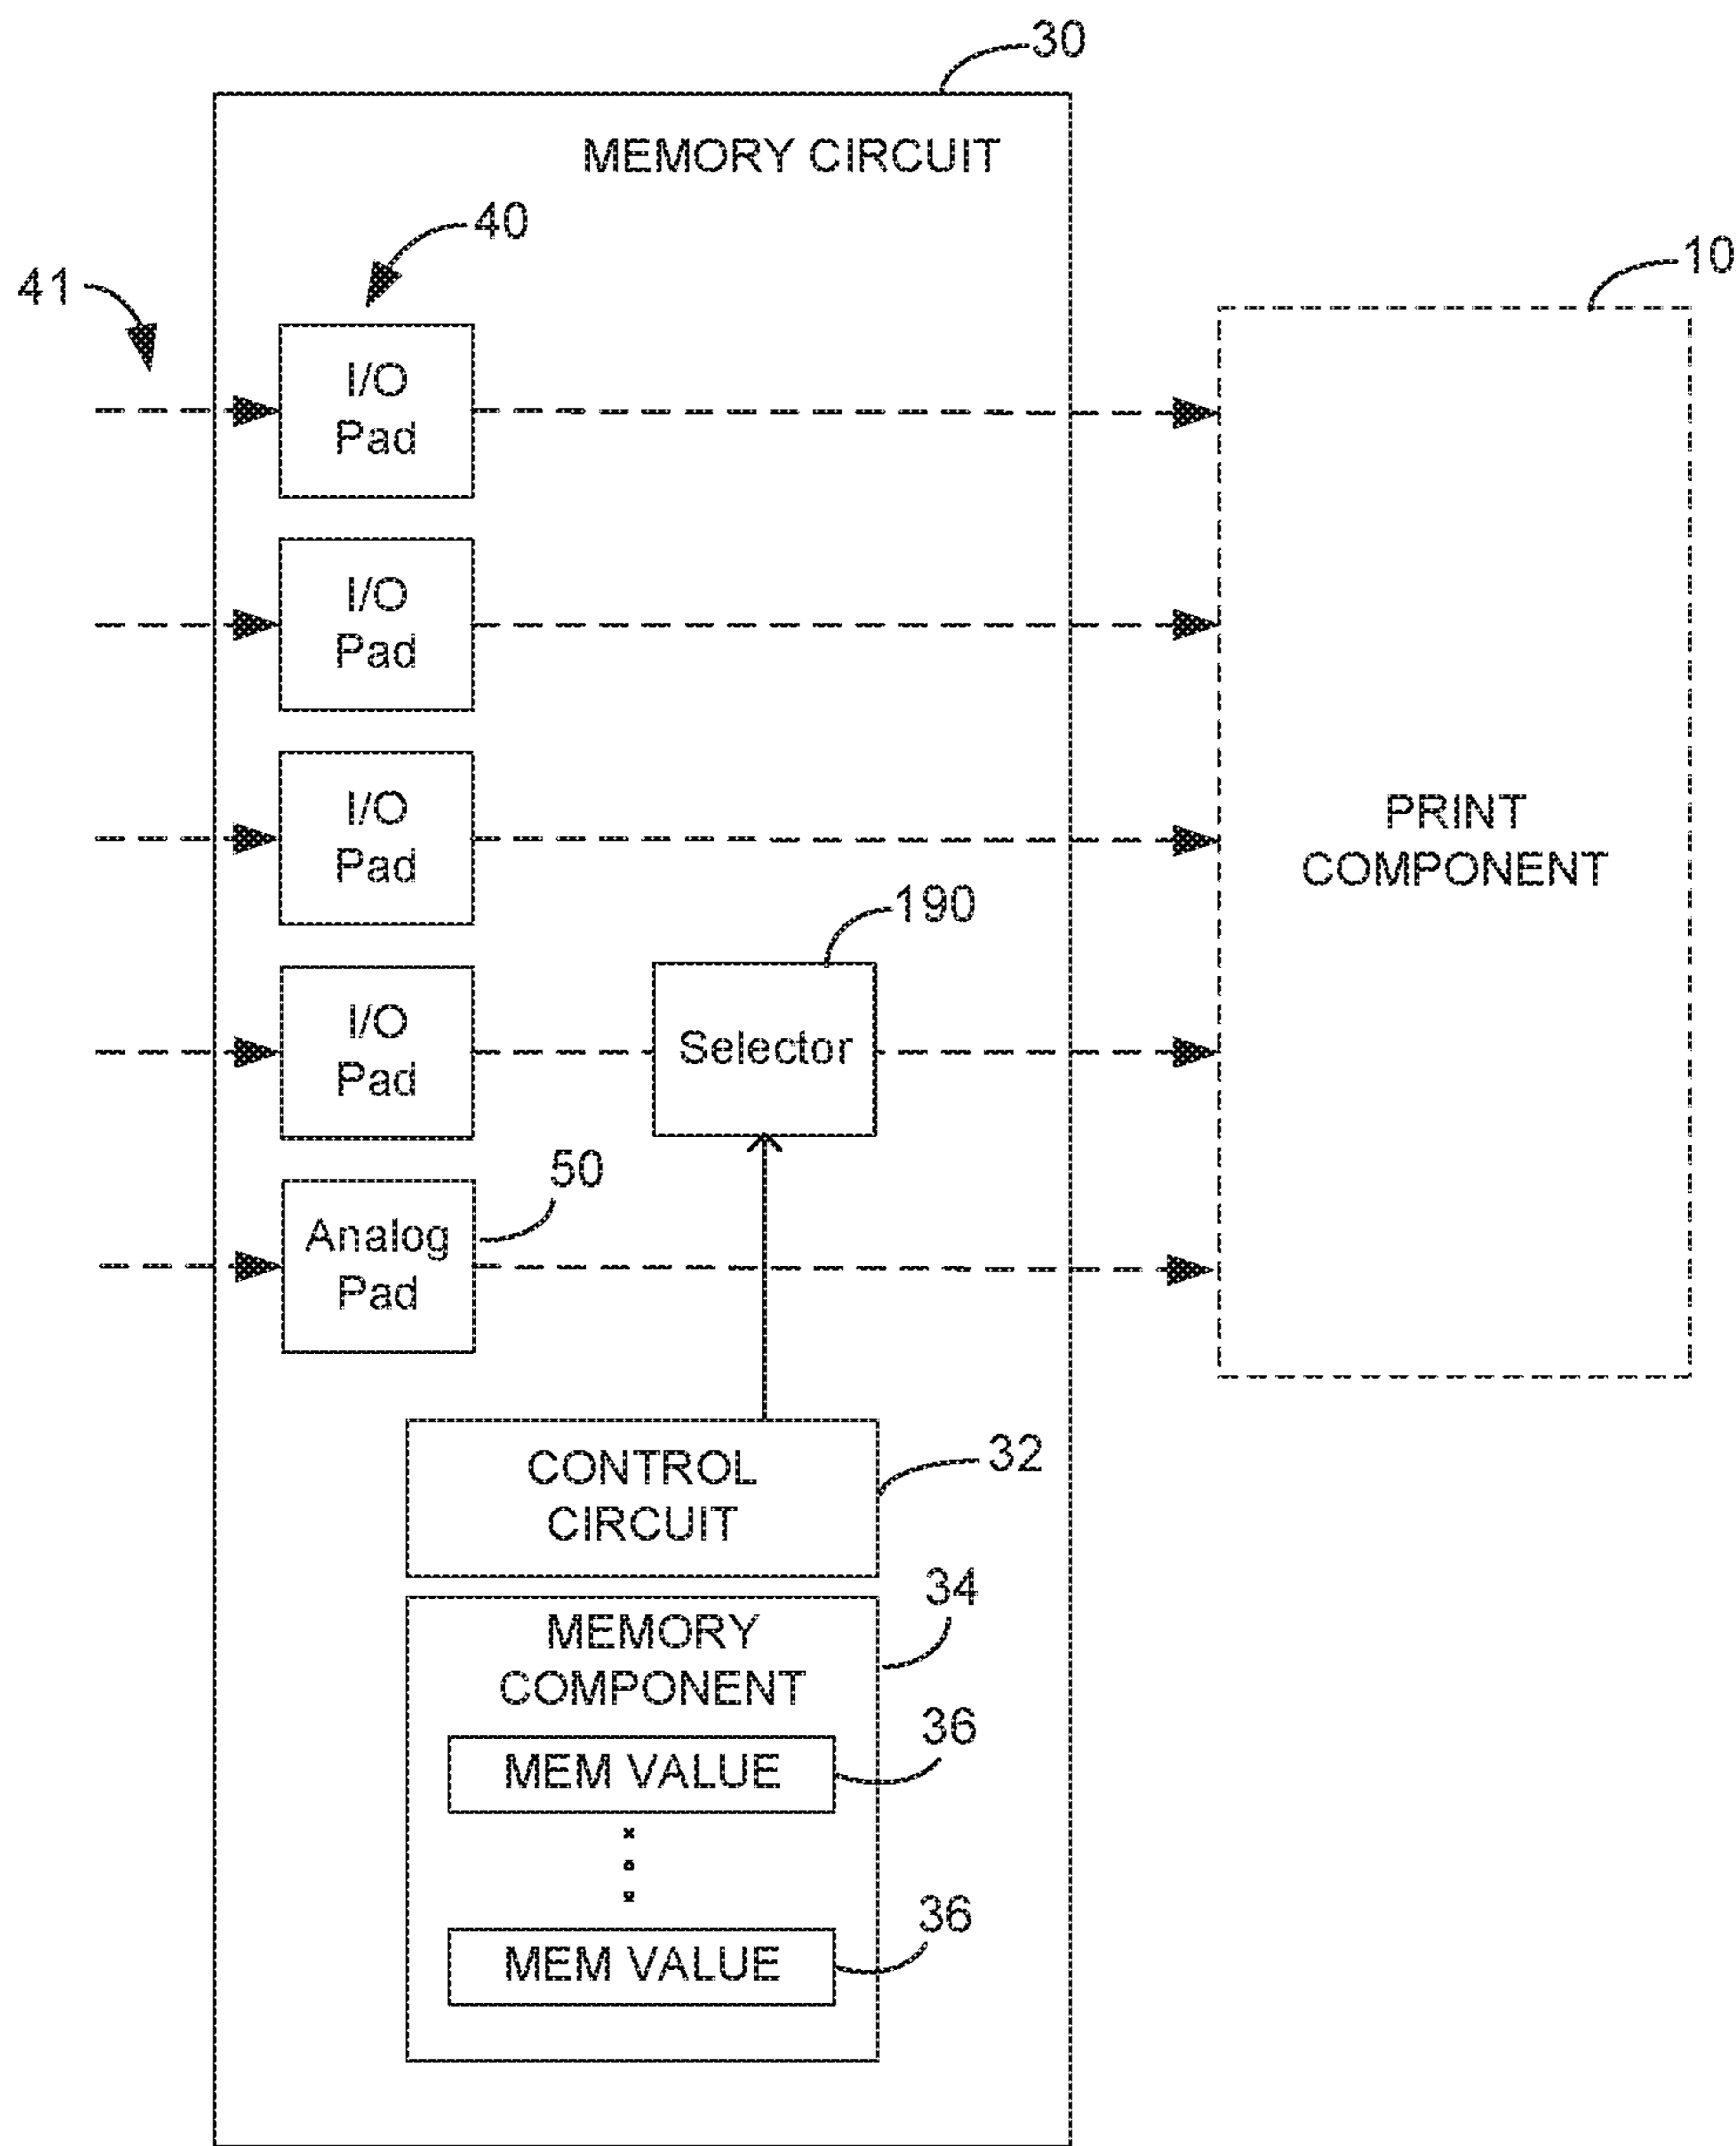 30
MEMORY CIRCUIT
40
10
41
I/O
Pad
I/O
Pad
I/O
Pad
PRINT
COMPONENT
190
I/O
Pad
Selector
50
Analog
Pad
CONTROL
CIRCUIT
32
34
MEMORY
COMPONENT
36
MEM VALUE
36
MEM VALUE